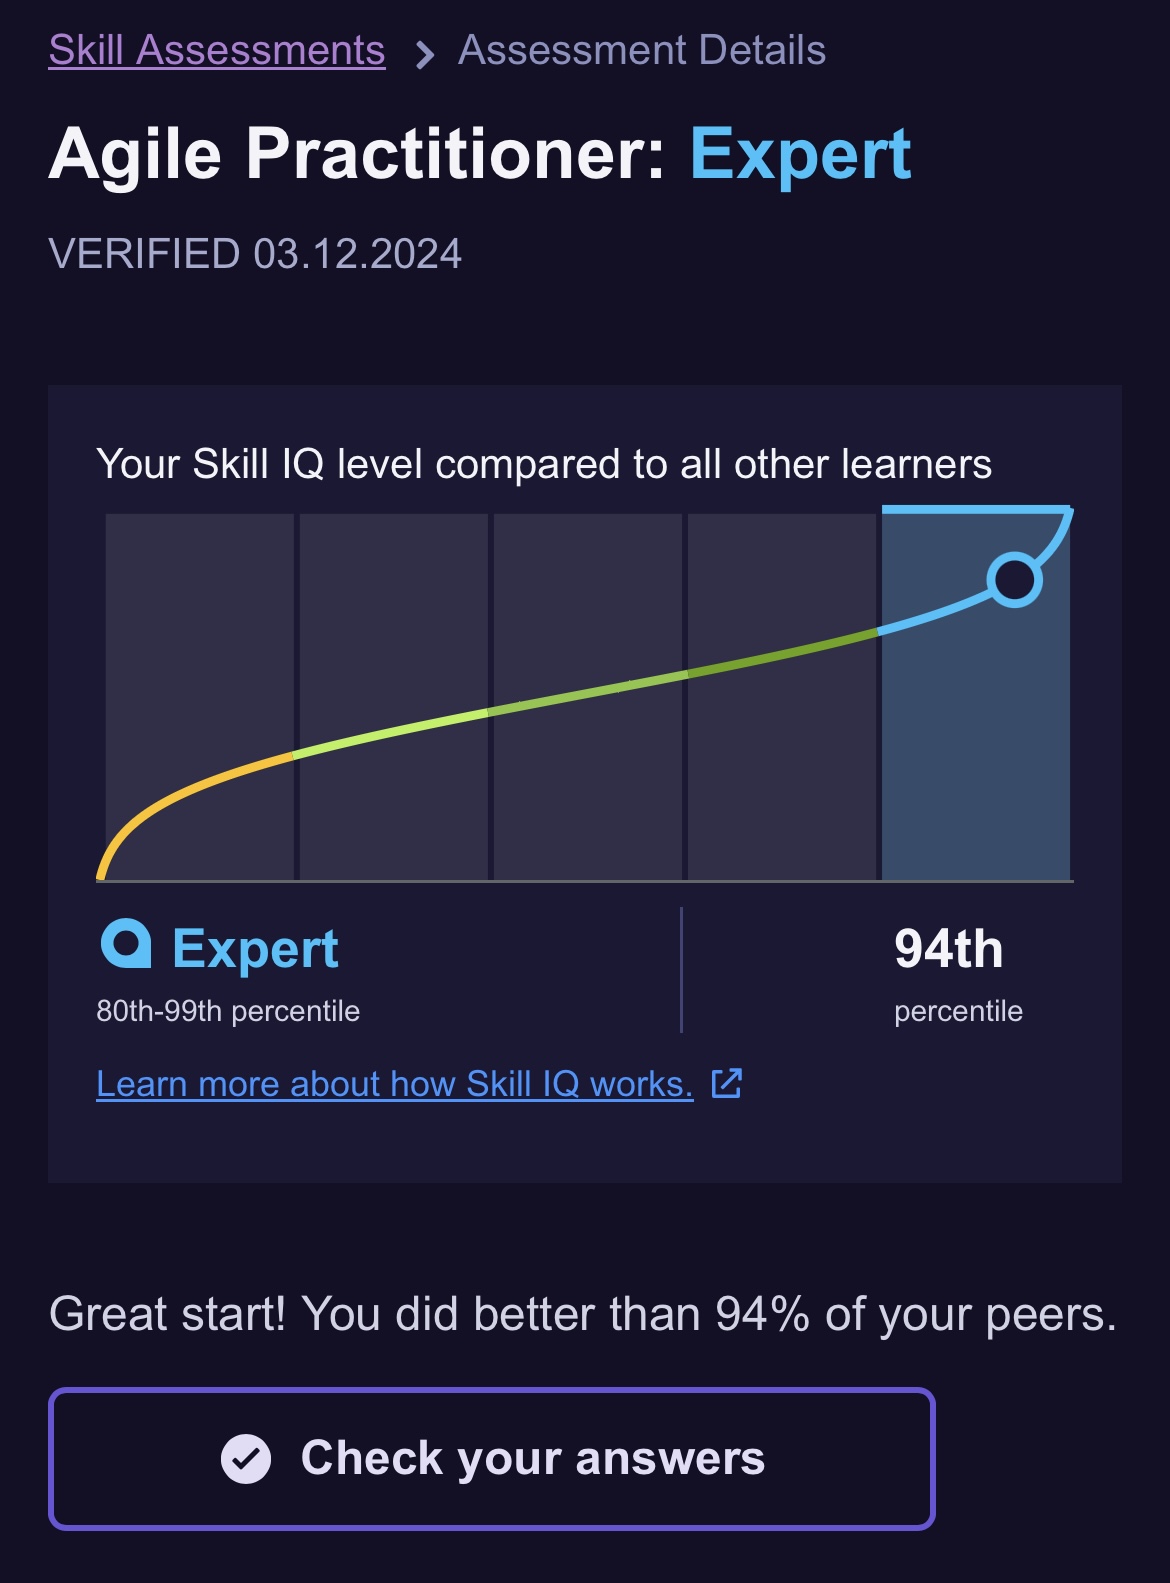 Skill Assessments > Assessment Details
Agile Practitioner: Expert
VERIFIED 03.12.2024
Your Skill IQ level compared to all other learners
Expert
80th-99th percentile
94th
percentile
Learn more about how Skill IQ works.
Great start! You did better than 94% of your peers.
Check your answers